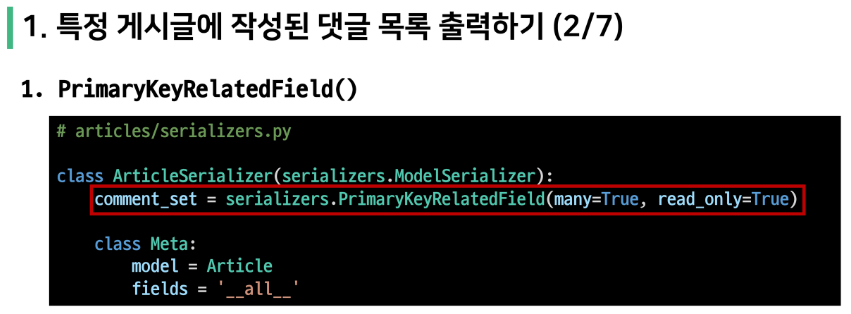 1. 특정 게시글에 작성된 댓글 목록 출력하기 (2/7)
1. PrimaryKeyRelatedField()
# articles/serializers.py
class ArticleSerializer(serializers.ModelSerializer):
    comment_set = serializers.PrimaryKeyRelatedField(many=True, read_only=True)
    class Meta:
        model = Article
        fields = '__all__'